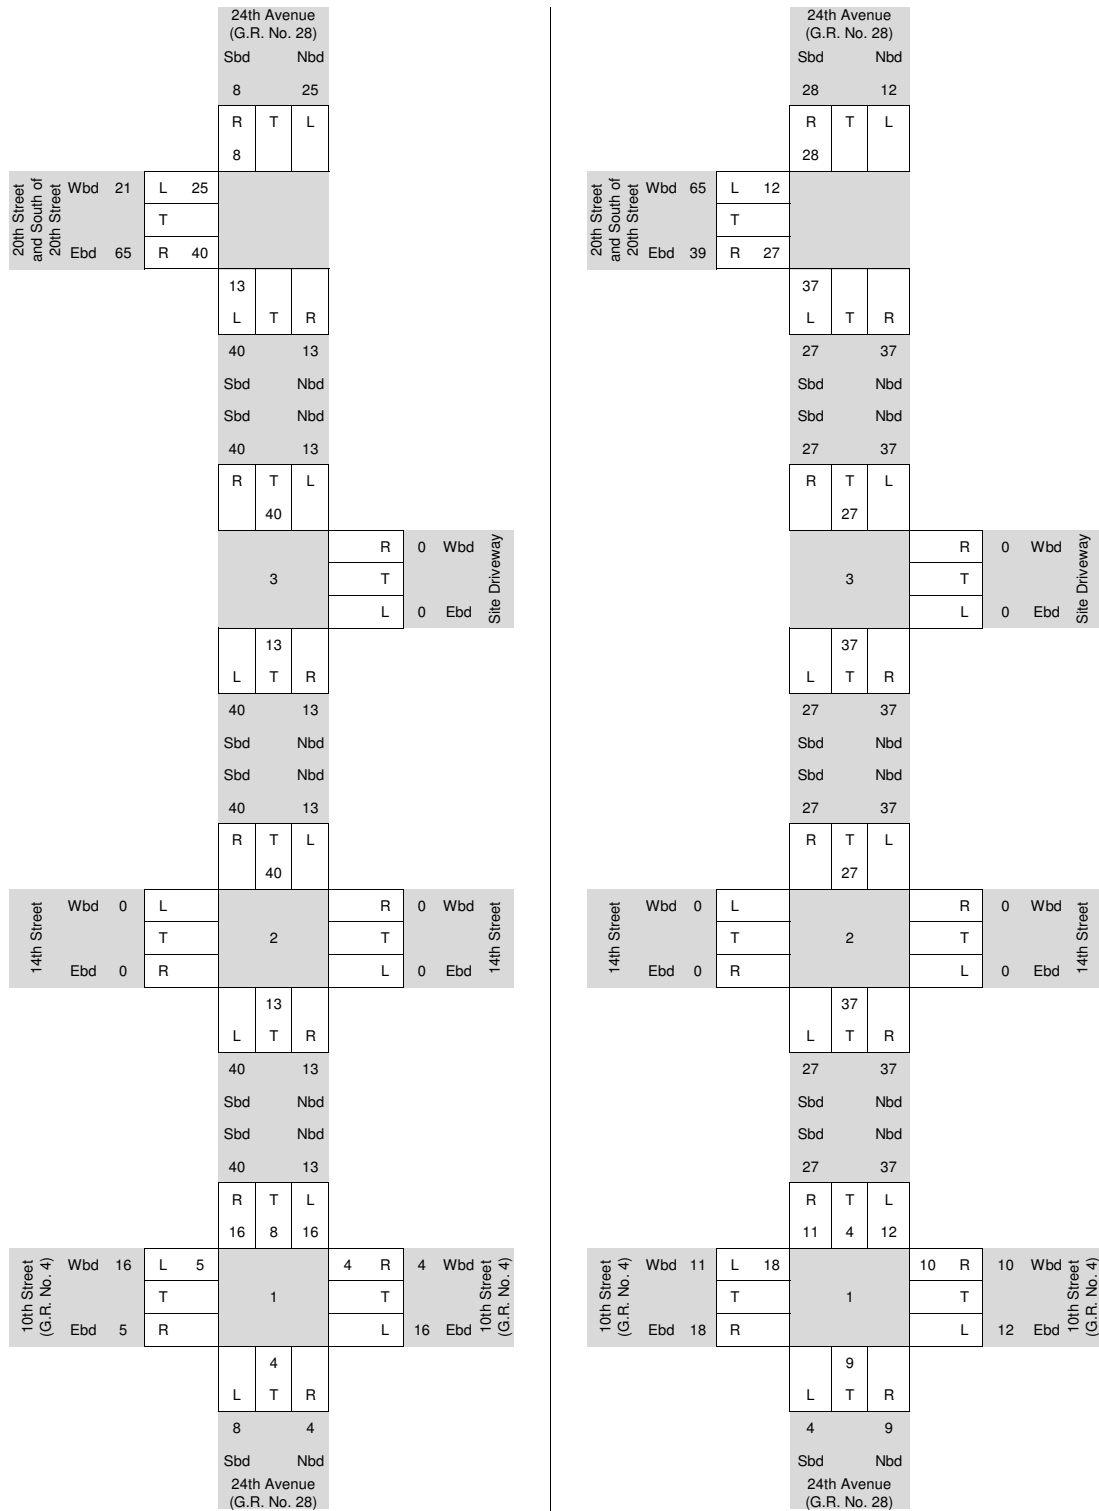 24th Avenue
(G.R. No. 28)
Sbd Nbd
8 25
R T L
8
20th Street
and South of
20th Street
Wbd 21 L 25
T
Ebd 65 R 40
13
L T R
40 13
Sbd Nbd
Sbd Nbd
40 13
R T L
40
R 0 Wbd
3 T
L 0 Ebd
Site Driveway
13
L T R
40 13
Sbd Nbd
Sbd Nbd
40 13
R T L
40
14th Street
Wbd 0 L R 0 Wbd
T 2 T
Ebd 0 R L 0 Ebd
14th Street
13
L T R
40 13
Sbd Nbd
Sbd Nbd
40 13
R T L
16 8 16
10th Street
(G.R. No. 4)
Wbd 16 L 5 4 R 4 Wbd
T 1 T
Ebd 5 R L 16 Ebd
10th Street
(G.R. No. 4)
4
L T R
8 4
Sbd Nbd
24th Avenue
(G.R. No. 28)
24th Avenue
(G.R. No. 28)
Sbd Nbd
28 12
R T L
28
20th Street
and South of
20th Street
Wbd 65 L 12
T
Ebd 39 R 27
37
L T R
27 37
Sbd Nbd
Sbd Nbd
27 37
R T L
27
R 0 Wbd
3 T
L 0 Ebd
Site Driveway
37
L T R
27 37
Sbd Nbd
Sbd Nbd
27 37
R T L
27
14th Street
Wbd 0 L R 0 Wbd
T 2 T
Ebd 0 R L 0 Ebd
14th Street
37
L T R
27 37
Sbd Nbd
Sbd Nbd
27 37
R T L
11 4 12
10th Street
(G.R. No. 4)
Wbd 11 L 18 10 R 10 Wbd
T 1 T
Ebd 18 R L 12 Ebd
10th Street
(G.R. No. 4)
9
L T R
4 9
Sbd Nbd
24th Avenue
(G.R. No. 28)